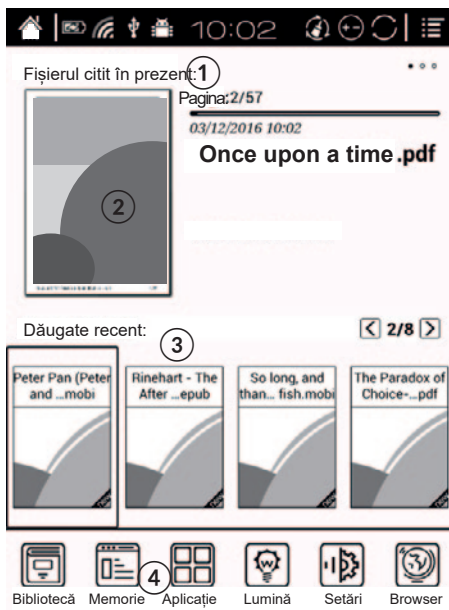 10:02
Fișierul citit în prezent: 1
Pagina:2/57
03/12/2016 10:02
Once upon a time.pdf
2
Dăugate recent:
3
2/8
Peter Pan (Peter and ...mobi
Rinehart - The After ...epub
So long, and than... fish.mobi
The Paradox of Choice-...pdf
4
Bibliotecă Memorie Aplicație Lumină Setări Browser